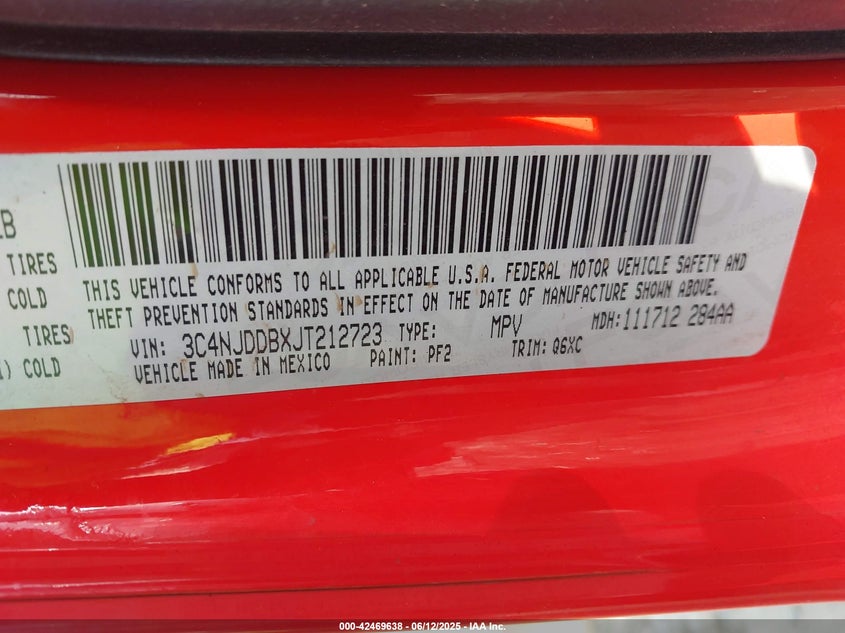 LB
TIRES
COLD
TIRES
) COLD
THIS VEHICLE CONFORMS TO ALL APPLICABLE U.S.A. FEDERAL MOTOR VEHICLE SAFETY AND
THEFT PREVENTION STANDARDS IN EFFECT ON THE DATE OF MANUFACTURE SHOWN ABOVE.
VIN: 3C4NJDDBXJT212723 TYPE: MPV MDH:111712 284AA
VEHICLE MADE IN MEXICO PAINT: PF2 TRIM: Q6XC
000-42469638 - 06/12/2025 - IAA Inc.